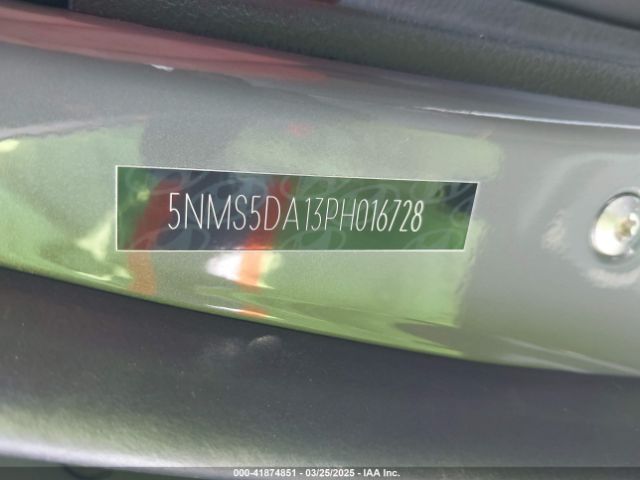 5NMS5DA13PH016728
000-41874851 | 03/25/2025 - IAA Inc.